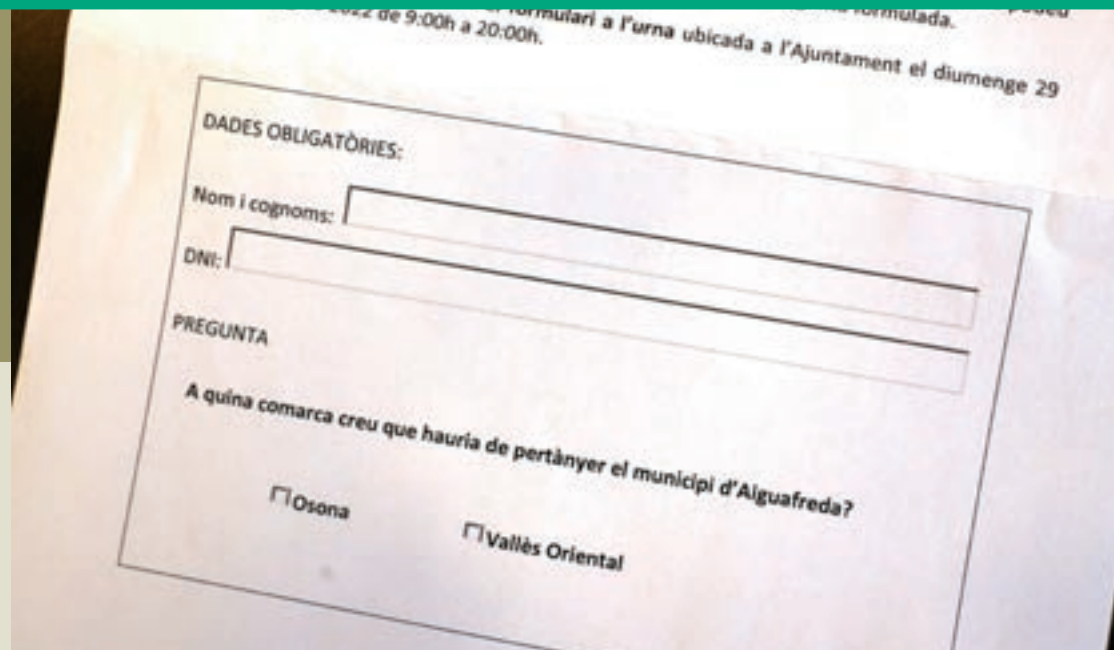 formulada.
formulari a l'urna ubicada a l'Ajuntament el diumenge 29
2022 de 9:00h a 20:00h.
DADES OBLIGATÒRIES:
Nom i cognoms:
DNI:
PREGUNTA
A quina comarca creu que hauria de pertànyer el municipi d'Aiguafreda?
Osona
Vallès Oriental